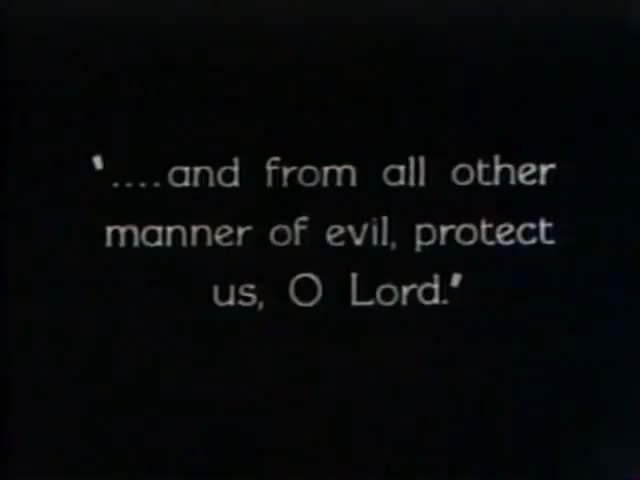 '....and from all other
manner of evil, protect
us, O Lord.'